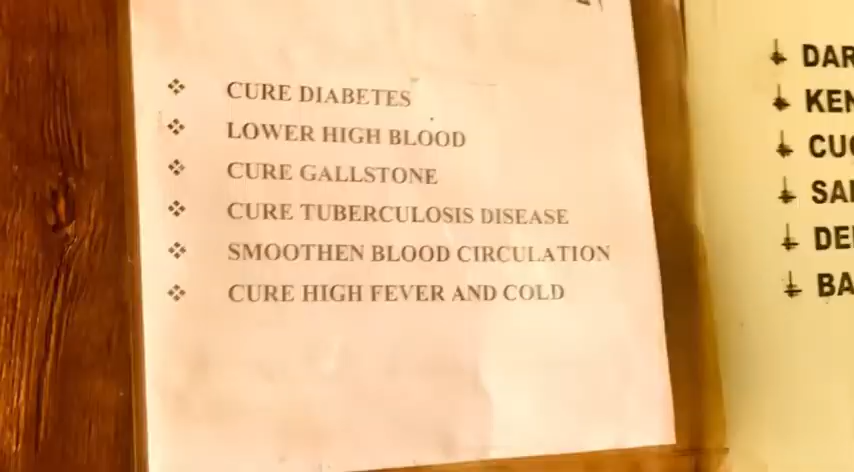 CURE DIABETES
LOWER HIGH BLOOD
CURE GALLSTONE
CURE TUBERCULOSIS DISEASE
SMOOTHEN BLOOD CIRCULATION
CURE HIGH FEVER AND COLD